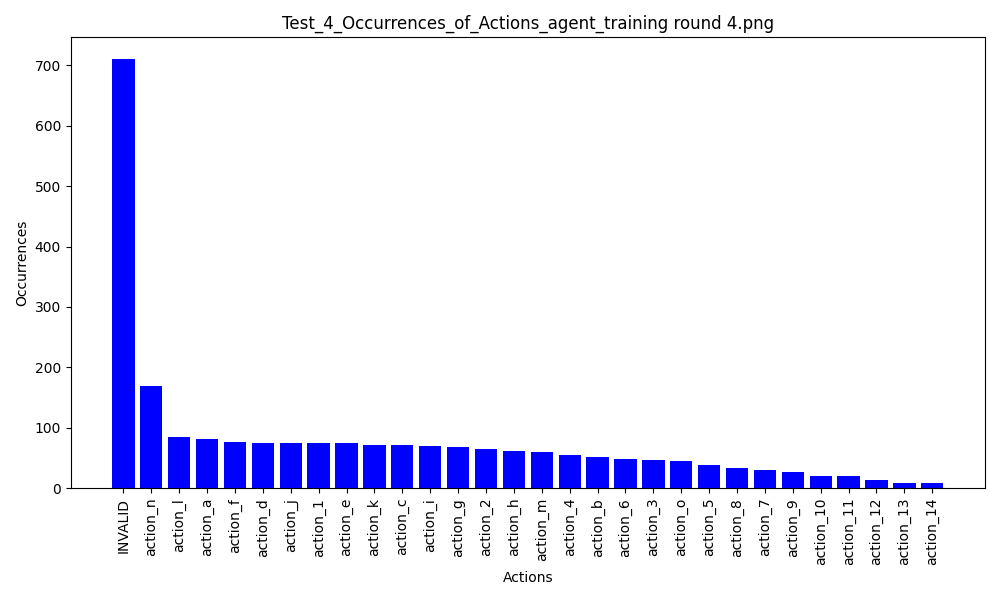 Test_4_Occurrences_of_Actions_agent_training round 4.png
700
600
500
400
300
200
100
0
Occurrences
INVALID
action_n
action_l
action_a
action_f
action_d
action_j
action_1
action_e
action_k
action_c
action_i
action_g
action_2
action_h
action_m
action_4
action_b
action_6
action_3
action_o
action_5
action_8
action_7
action_9
action_10
action_11
action_12
action_13
action_14
Actions